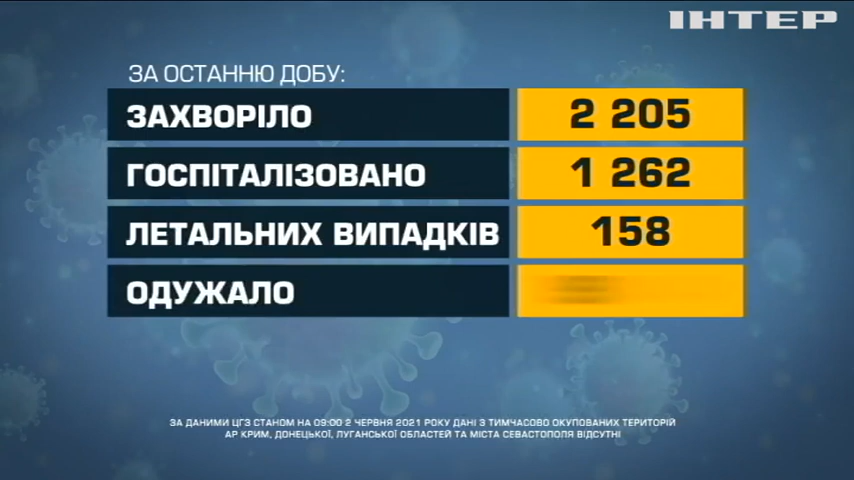 ІНТЕР
ЗА ОСТАННЮ ДОБУ:
ЗАХВОРІЛО 2 205
ГОСПІТАЛІЗОВАНО 1 262
ЛЕТАЛЬНИХ ВИПАДКІВ 158
ОДУЖАЛО
ЗА ДАНИМИ ЦГЗ СТАНОМ НА 09:00 2 ЧЕРВНЯ 2021 РОКУ ДАНІ З ТИМЧАСОВО ОКУПОВАНИХ ТЕРИТОРІЙ
АР КРИМ, ДОНЕЦЬКОЇ, ЛУГАНСЬКОЇ ОБЛАСТЕЙ ТА МІСТА СЕВАСТОПОЛЯ ВІДСУТНІ